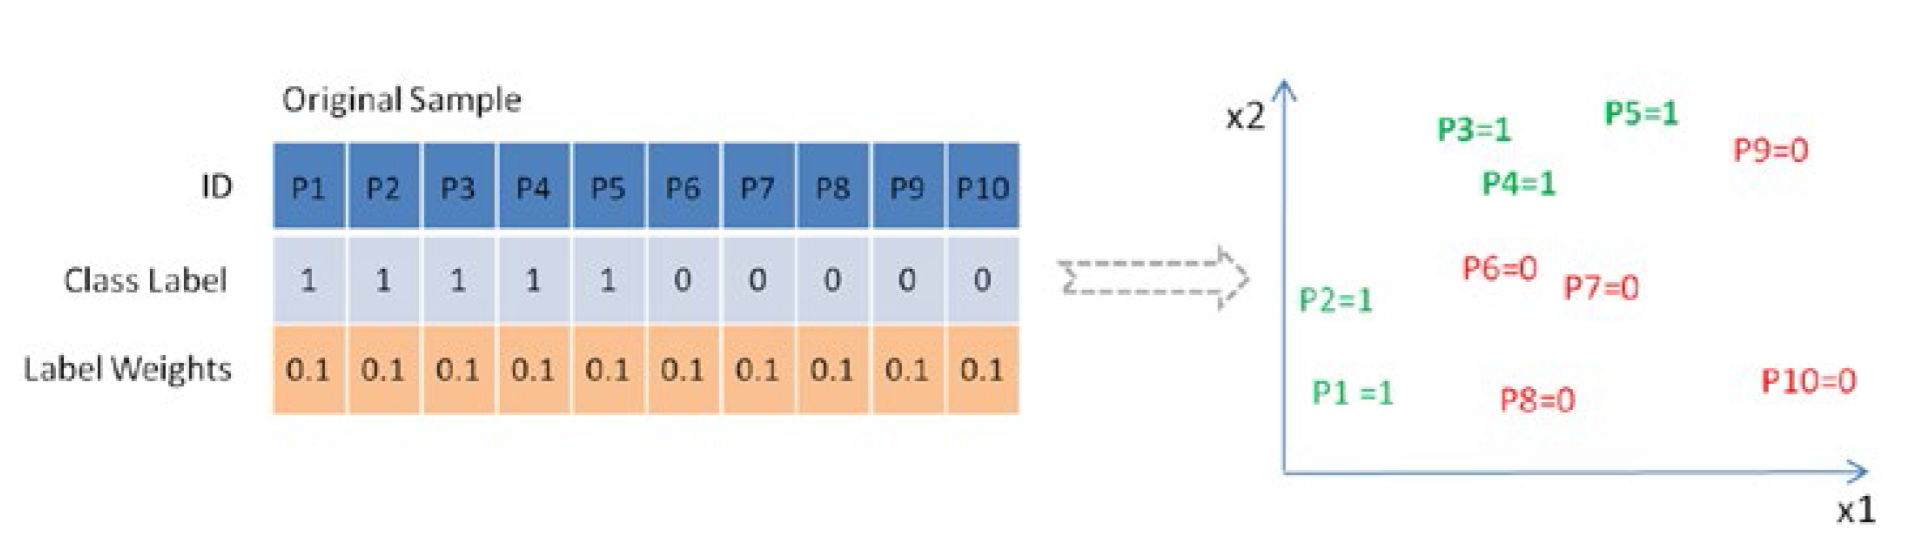 Original Sample
ID P1 P2 P3 P4 P5 P6 P7 P8 P9 P10
Class Label 1 1 1 1 1 0 0 0 0 0
Label Weights 0.1 0.1 0.1 0.1 0.1 0.1 0.1 0.1 0.1 0.1
x2
P3=1 P5=1
P9=0
P4=1
P6=0 P7=0
P2=1
P1 =1 P8=0 P10=0
x1